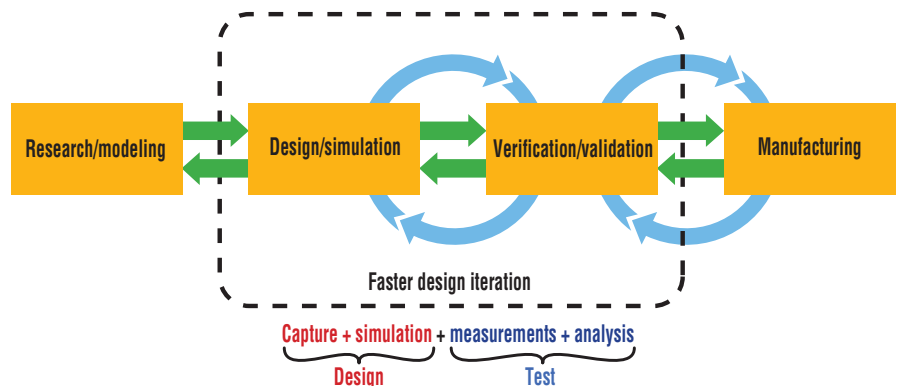 Research/modeling
Design/simulation
Verification/validation
Manufacturing
Faster design iteration
Capture + simulation + measurements + analysis
Design
Test